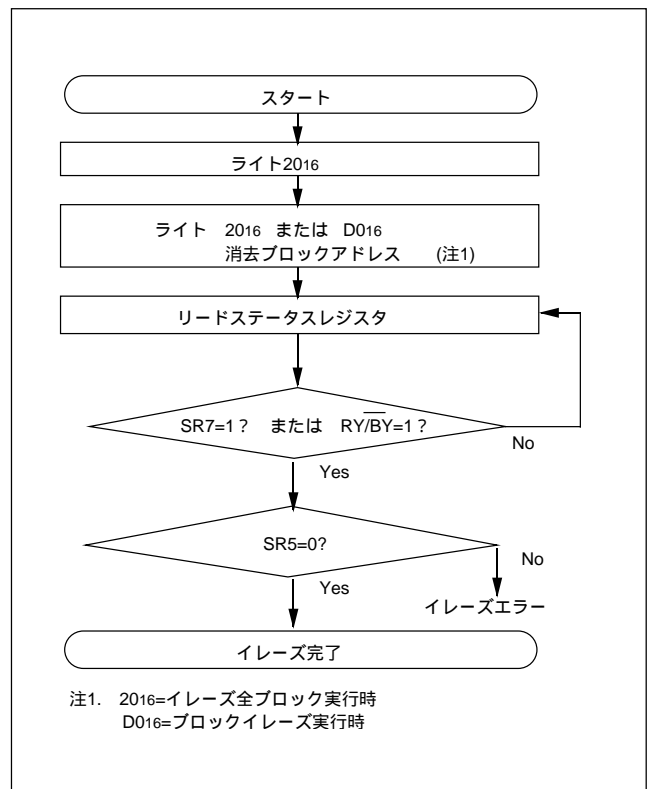 スタート
ライト2016
ライト 2016 または D016
消去ブロックアドレス (注1)
リードステータスレジスタ
SR7=1? または RY/B̅Y̅=1?
No
Yes
SR5=0?
No
Yes
イレーズエラー
イレーズ完了
注1. 2016=イレーズ全ブロック実行時
D016=ブロックイレーズ実行時